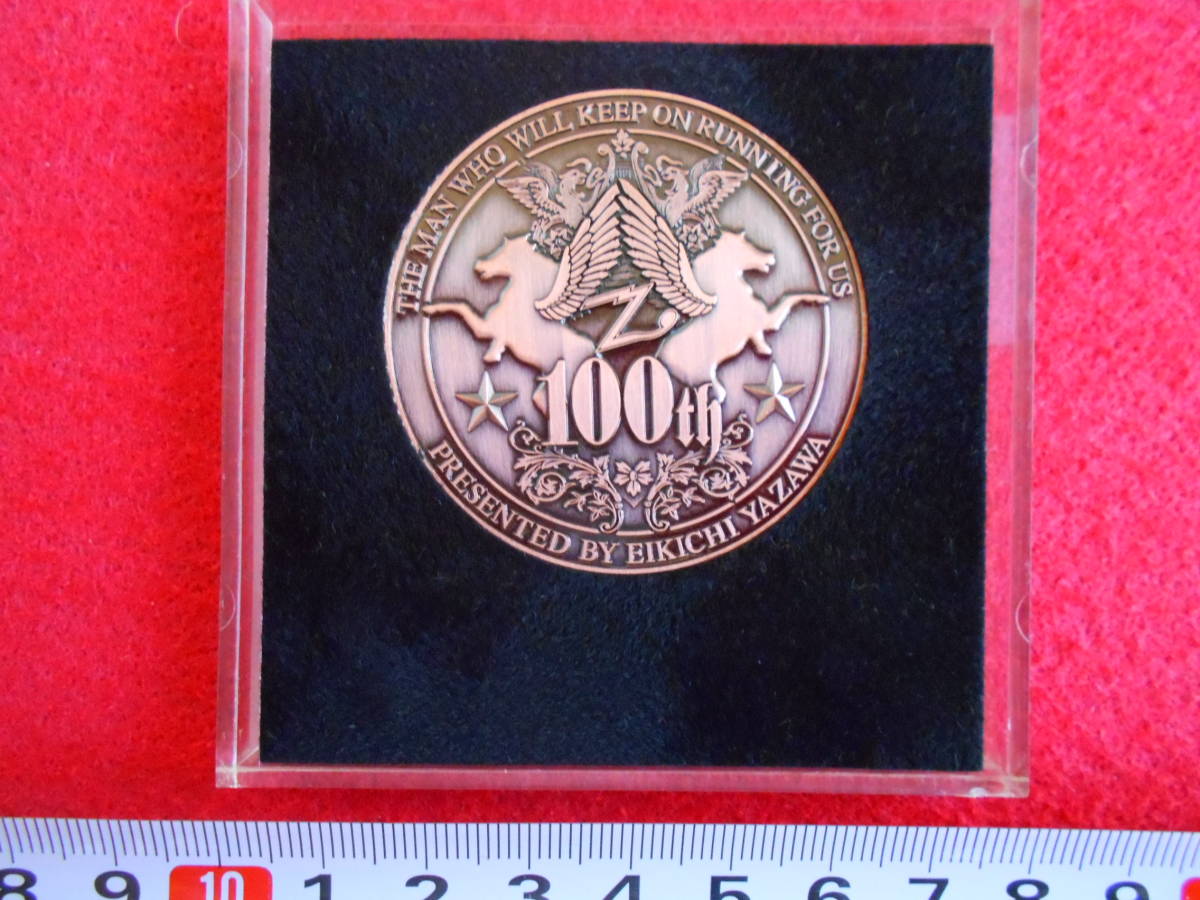 THE MAN WHO WILL KEEP ON RUNNING FOR US
Z
100th
PRESENTED BY EIKICHI YAZAWA
8 9 10 1 2 3 4 5 6 7 8 9